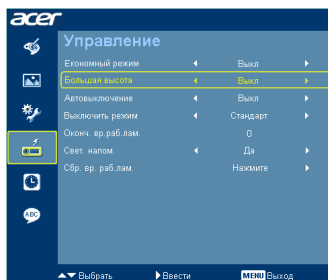 acer
Управление
Економный режим Выкл
Большая высота Выкл
Автовыключение Выкл
Выключить режим Стандарт
Оконч. вр.раб.лам. 0
Свет. напом. Да
Сбр. вр. раб.лам. Нажмите
ABC
Выбрать Ввести MENU Выход